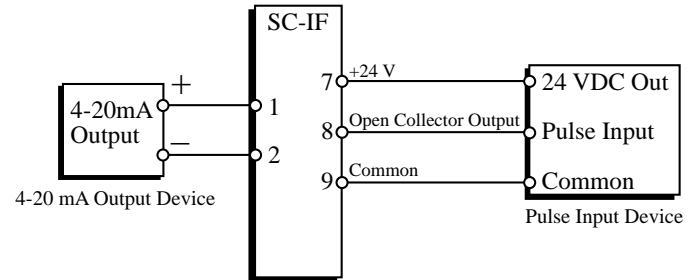 SC-IF
4-20mA
Output
+
−
4-20 mA Output Device
1
2
7
+24 V
8
Open Collector Output
9
Common
24 VDC Out
Pulse Input
Common
Pulse Input Device